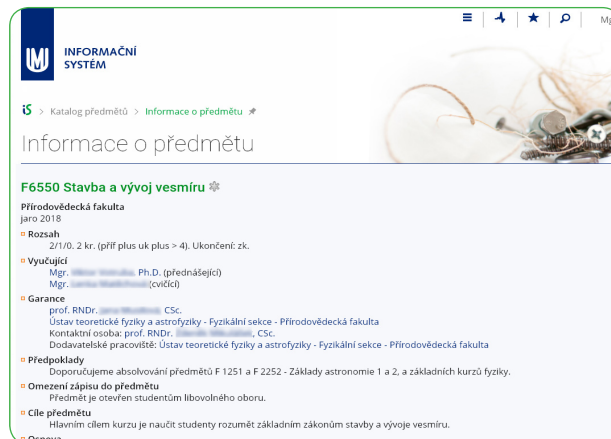 Mg
INFORMAČNÍ
SYSTÉM
iS > Katalog předmětů > Informace o předmětu
Informace o předmětu
F6550 Stavba a vývoj vesmíru
Přírodovědecká fakulta
jaro 2018
Rozsah
2/1/0. 2 kr. (příf plus uk plus > 4). Ukončení: zk.
Vyučující
Mgr. Ph.D. (přednášející)
Mgr. (cvičící)
Garance
prof. RNDr. CSc.
Ústav teoretické fyziky a astrofyziky - Fyzikální sekce - Přírodovědecká fakulta
Kontaktní osoba: prof. RNDr. , CSc.
Dodavatelské pracoviště: Ústav teoretické fyziky a astrofyziky - Fyzikální sekce - Přírodovědecká fakulta
Předpoklady
Doporučujeme absolvování předmětů F 1251 a F 2252 - Základy astronomie 1 a 2, a základních kurzů fyziky.
Omezení zápisu do předmětu
Předmět je otevřen studentům libovolného oboru.
Cíle předmětu
Hlavním cílem kurzu je naučit studenty rozumět základním zákonům stavby a vývoje vesmíru.
Osnova